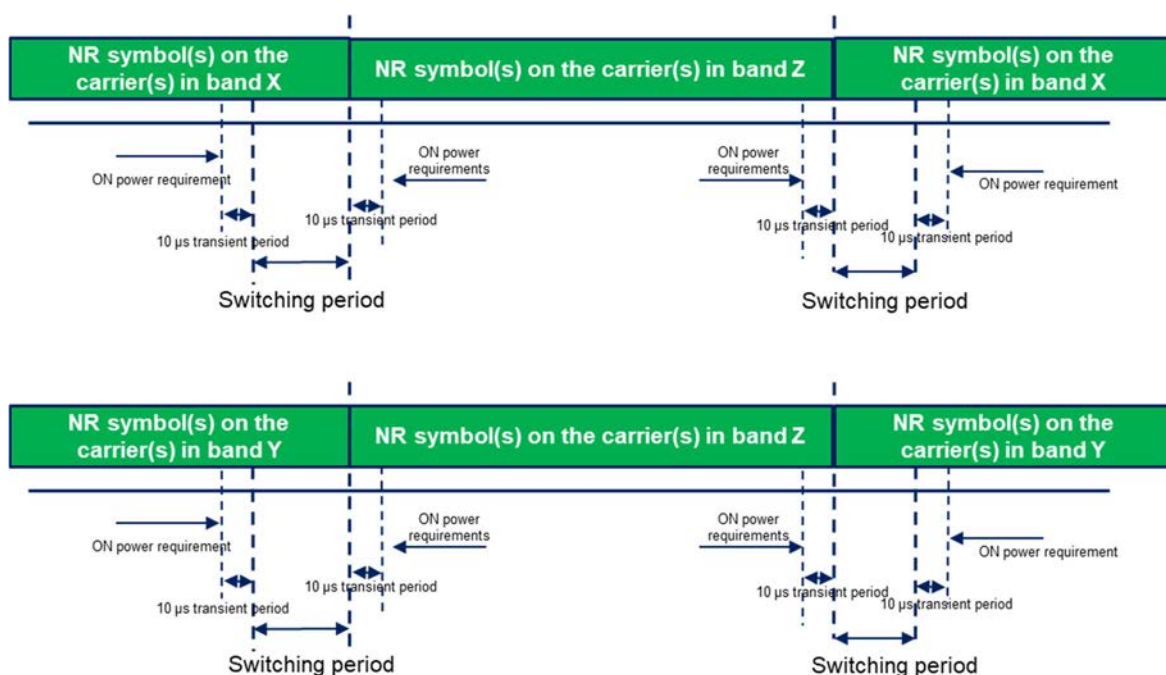 NR symbol(s) on the
carrier(s) in band X
NR symbol(s) on the carrier(s) in band Z
NR symbol(s) on the
carrier(s) in band X
ON power requirement
ON power
requirements
ON power
requirements
ON power requirement
10 µs transient period
10 µs transient period
10 µs transient period
10 µs transient period
Switching period
Switching period
NR symbol(s) on the
carrier(s) in band Y
NR symbol(s) on the carrier(s) in band Z
NR symbol(s) on the
carrier(s) in band Y
ON power requirement
ON power
requirements
ON power
requirements
ON power requirement
10 µs transient period
10 µs transient period
10 µs transient period
10 µs transient period
Switching period
Switching period